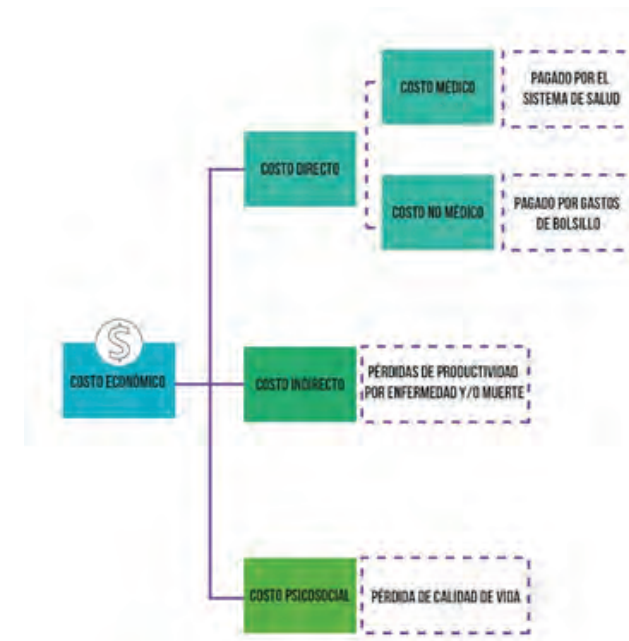 COSTO MÉDICO
PAGADO POR EL
SISTEMA DE SALUD
COSTO DIRECTO
COSTO NO MÉDICO
PAGADO POR GASTOS
DE BOLSILLO
$
COSTO ECONÓMICO
COSTO INDIRECTO
PÉRDIDAS DE PRODUCTIVIDAD
POR ENFERMEDAD Y/O MUERTE
COSTO PSICOSOCIAL
PÉRDIDA DE CALIDAD DE VIDA